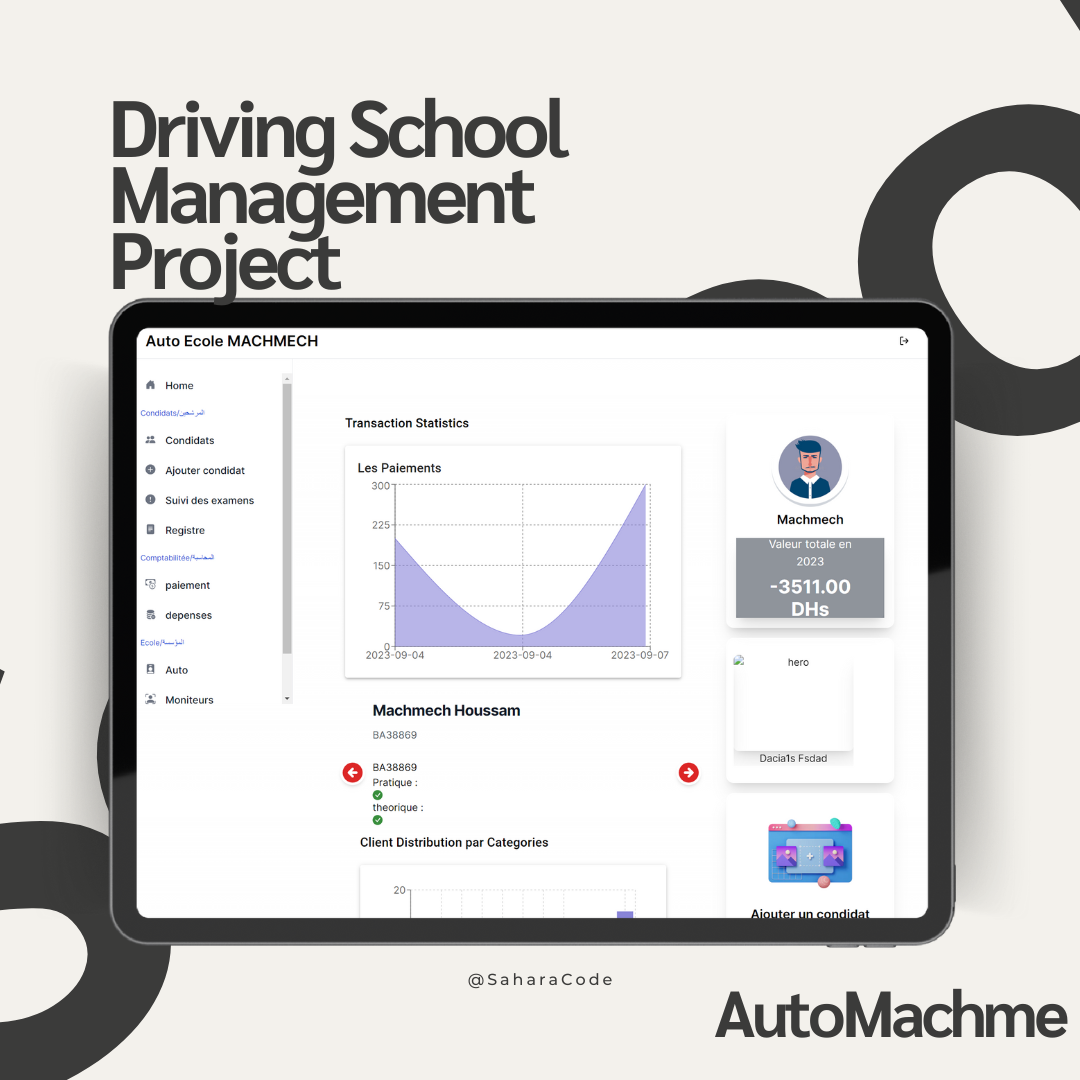 Driving School
Management
Project
Auto Ecole MACHMECH
Home
Condidats/المرشحين
Condidats
Ajouter condidat
Suivi des examens
Registre
Comptabilitée/المحاسبة
paiement
depenses
Ecole/المؤسسة
Auto
Moniteurs
Transaction Statistics
Les Paiements
300
225
150
75
0
2023-09-04
2023-09-04
2023-09-07
Machmech Houssam
BA38869
BA38869
Pratique :
theorique :
Client Distribution par Categories
20
Machmech
Valeur totale en
2023
-3511.00
DHs
hero
Dacia1s Fsdad
Ajouter un condidat
@SaharaCode
AutoMachme